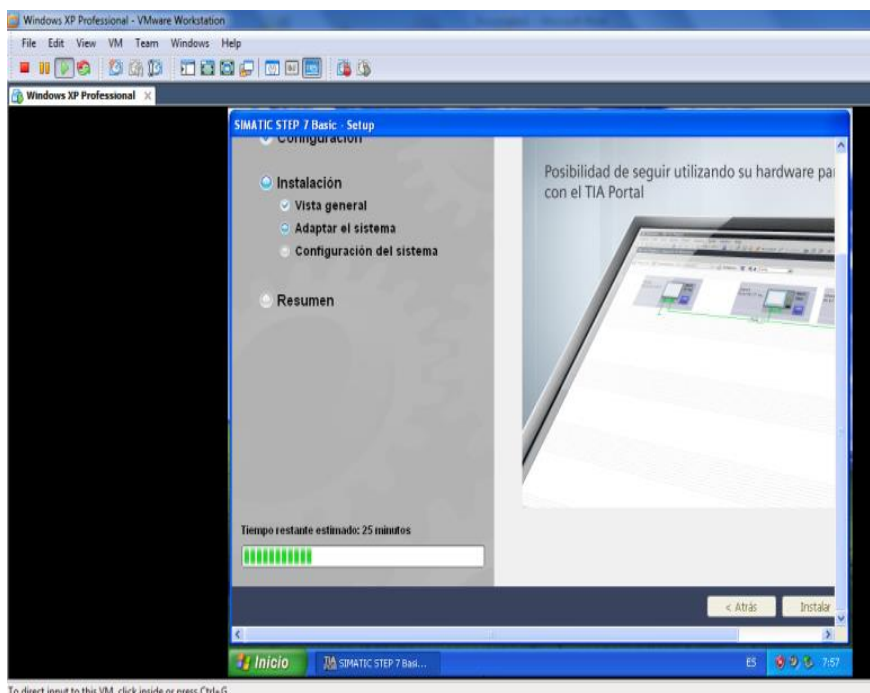 Windows XP Professional - VMware Workstation
File Edit View VM Team Windows Help
Windows XP Professional
SIMATIC STEP 7 Basic - Setup
Configuración
Instalación
Vista general
Adaptar el sistema
Configuración del sistema
Resumen
Posibilidad de seguir utilizando su hardware par
con el TIA Portal
Tiempo restante estimado: 25 minutos
< Atrás
Instalar
Inicio
SIMATIC STEP 7 Basi...
ES
7:57
To direct input to this VM, click inside or press Ctrl+G.